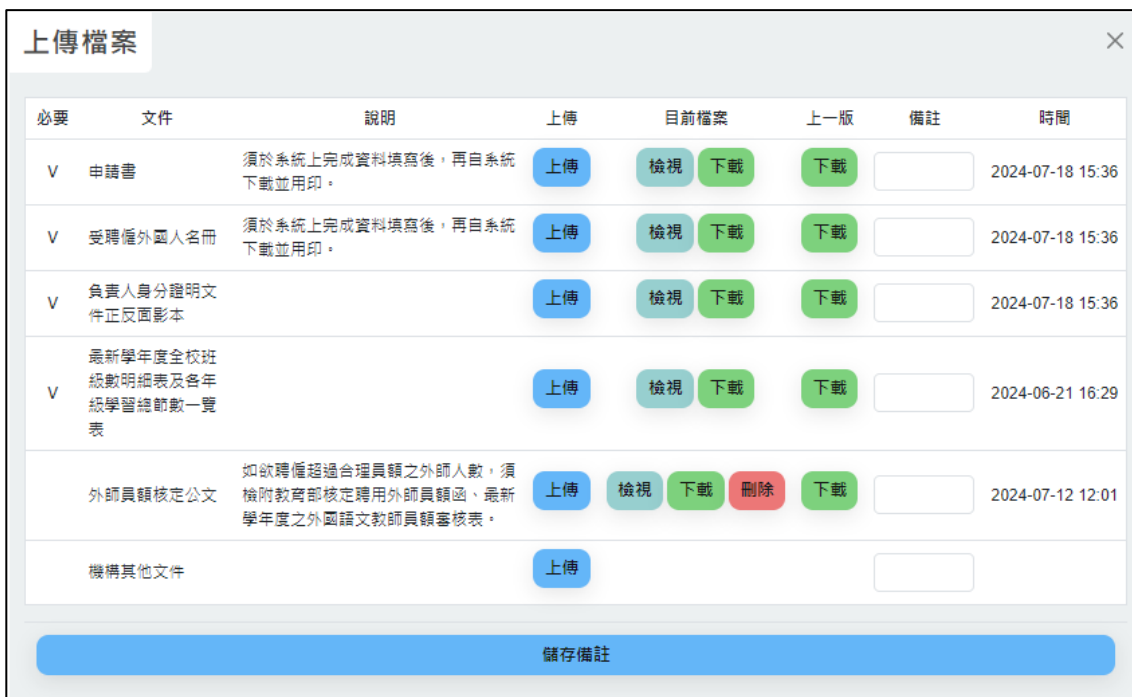 上傳檔案
×
必要 文件 說明 上傳 目前檔案 上一版 備註 時間
V 申請書 須於系統上完成資料填寫後，再自系統
下載並用印。 上傳 檢視 下載 下載 2024-07-18 15:36
V 受聘僱外國人名冊 須於系統上完成資料填寫後，再自系統
下載並用印。 上傳 檢視 下載 下載 2024-07-18 15:36
V 負責人身分證明文
件正反面影本 上傳 檢視 下載 下載 2024-07-18 15:36
V 最新學年度全校班
級數明細表及各年
級學習總節數一覽
表 上傳 檢視 下載 下載 2024-06-21 16:29
外師員額核定公文 如欲聘僱超過合理員額之外師人數，須
檢附教育部核定聘用外師員額函、最新
學年度之外國語文教師員額審核表。 上傳 檢視 下載 刪除 下載 2024-07-12 12:01
機構其他文件 上傳
儲存備註